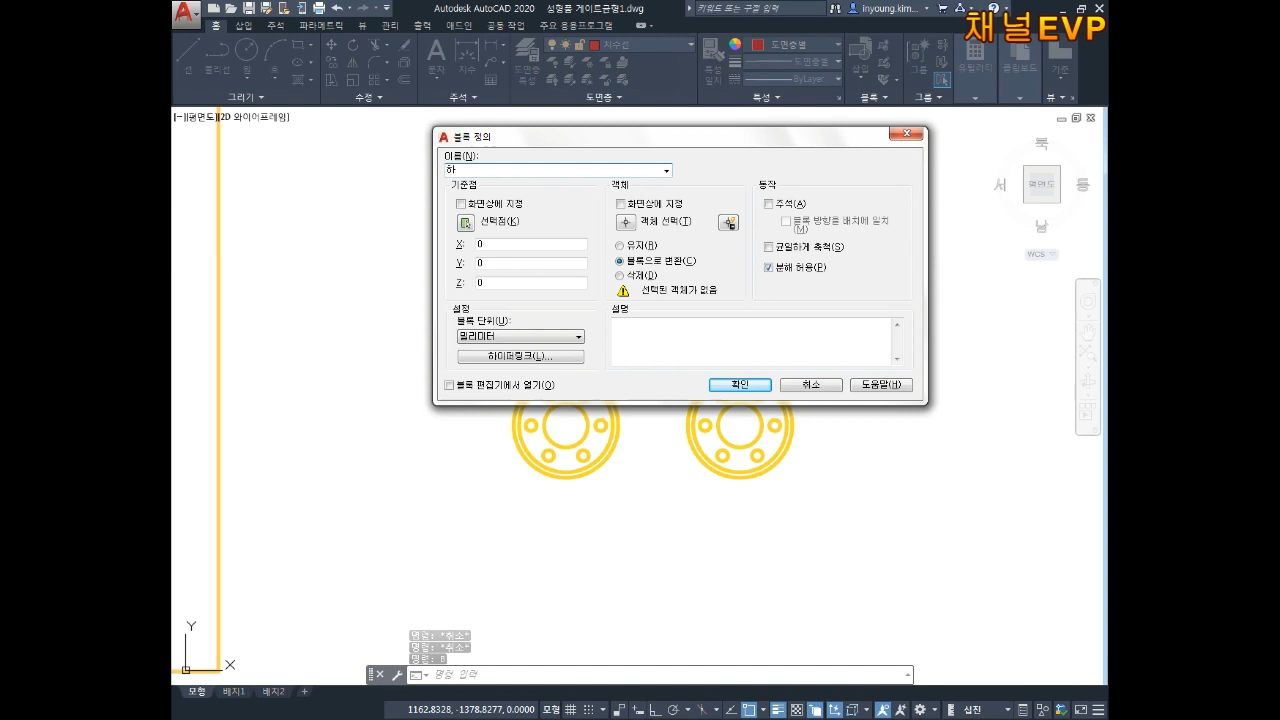 Autodesk AutoCAD 2020 성형품 게이트금형1.dwg
키워드 또는 구절 입력
inyoung.kim...
채널 EVP
홈 삽입 주석 파라메트릭 뷰 관리 출력 애드인 공동 작업 주요 응용프로그램
선 폴리선 원 호
문자 치수
도면층 특성
치수선
특성 일치
도면층별
도면층별
ByLayer
삽입
그룹
유틸리티
클립보드
기준
그리기 수정 주석 도면층 특성 블록 그룹 뷰
[-][평면도][2D 와이어프레임]
북
서 평면도 동
남
WCS
블록 정의
이름(N):
하
기준점
화면상에 지정
선택점(K)
X: 0
Y: 0
Z: 0
객체
화면상에 지정
객체 선택(T)
유지(R)
블록으로 변환(C)
삭제(D)
선택된 객체가 없음
동작
주석(A)
블록 방향을 배치에 일치(M)
균일하게 축척(S)
분해 허용(P)
설정
블록 단위(U):
밀리미터
하이퍼링크(L)...
설명
블록 편집기에서 열기(O)
확인 취소 도움말(H)
명령: *취소*
명령: *취소*
명령: B
명령 입력
Y
X
모형 배치1 배치2 +
1162.8328, -1378.8277, 0.0000 모형
십진